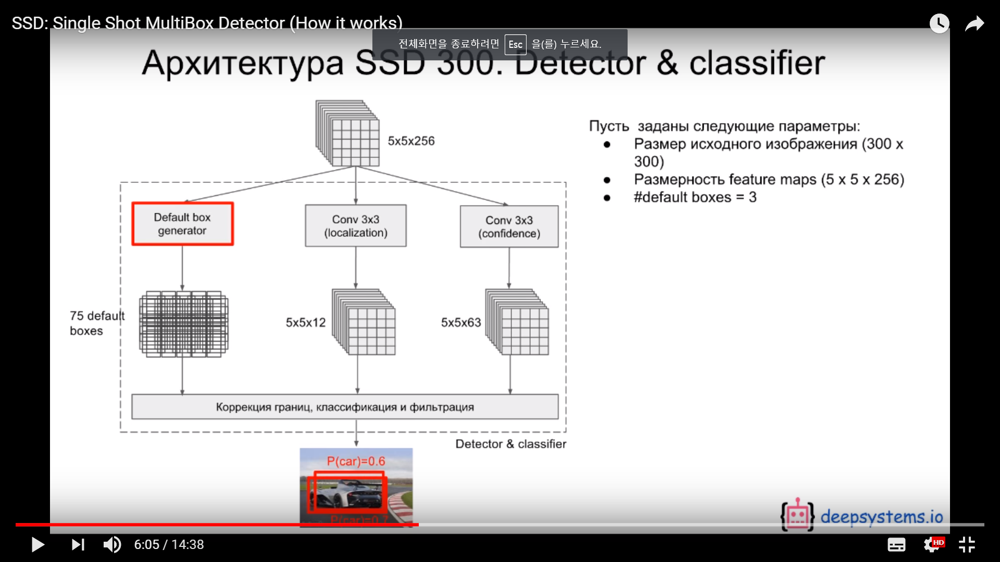 SSD: Single Shot MultiBox Detector (How it works)
전체화면을 종료하려면 Esc 을(를) 누르세요.
Архитектура SSD 300. Detector & classifier
5x5x256
Пусть заданы следующие параметры:
● Размер исходного изображения (300 x
300)
● Размерность feature maps (5 x 5 x 256)
● #default boxes = 3
Default box
generator
Conv 3x3
(localization)
Conv 3x3
(confidence)
75 default
boxes
5x5x12
5x5x63
Коррекция границ, классификация и фильтрация
Detector & classifier
P(car)=0.6
P(car)=0.7
deepsystems.io
6:05 / 14:38
HD